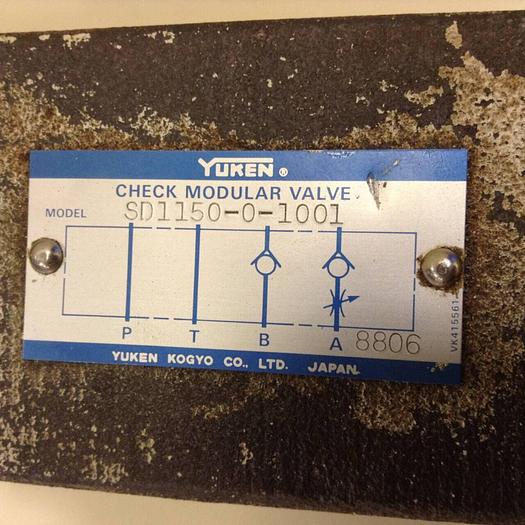 YUKEN ®
CHECK MODULAR VALVE
MODEL SD1150-0-1001
P T B A 8806
YUKEN KOGYO CO., LTD. JAPAN.
VK415561